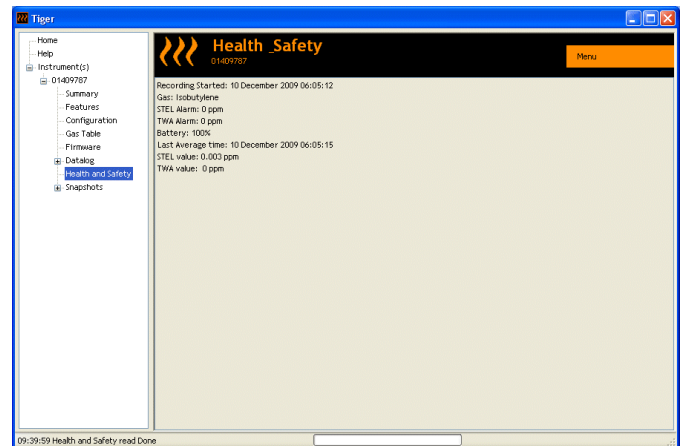 Tiger
Home
Help
Instrument(s)
01409787
Summary
Features
Configuration
Gas Table
Firmware
Datalog
Health and Safety
Snapshots
Health _Safety
01409787
Menu
Recording Started: 10 December 2009 06:05:12
Gas: Isobutylene
STEL Alarm: 0 ppm
TWA Alarm: 0 ppm
Battery: 100%
Last Average time: 10 December 2009 06:05:15
STEL value: 0.003 ppm
TWA value: 0 ppm
09:39:59 Health and Safety read Done